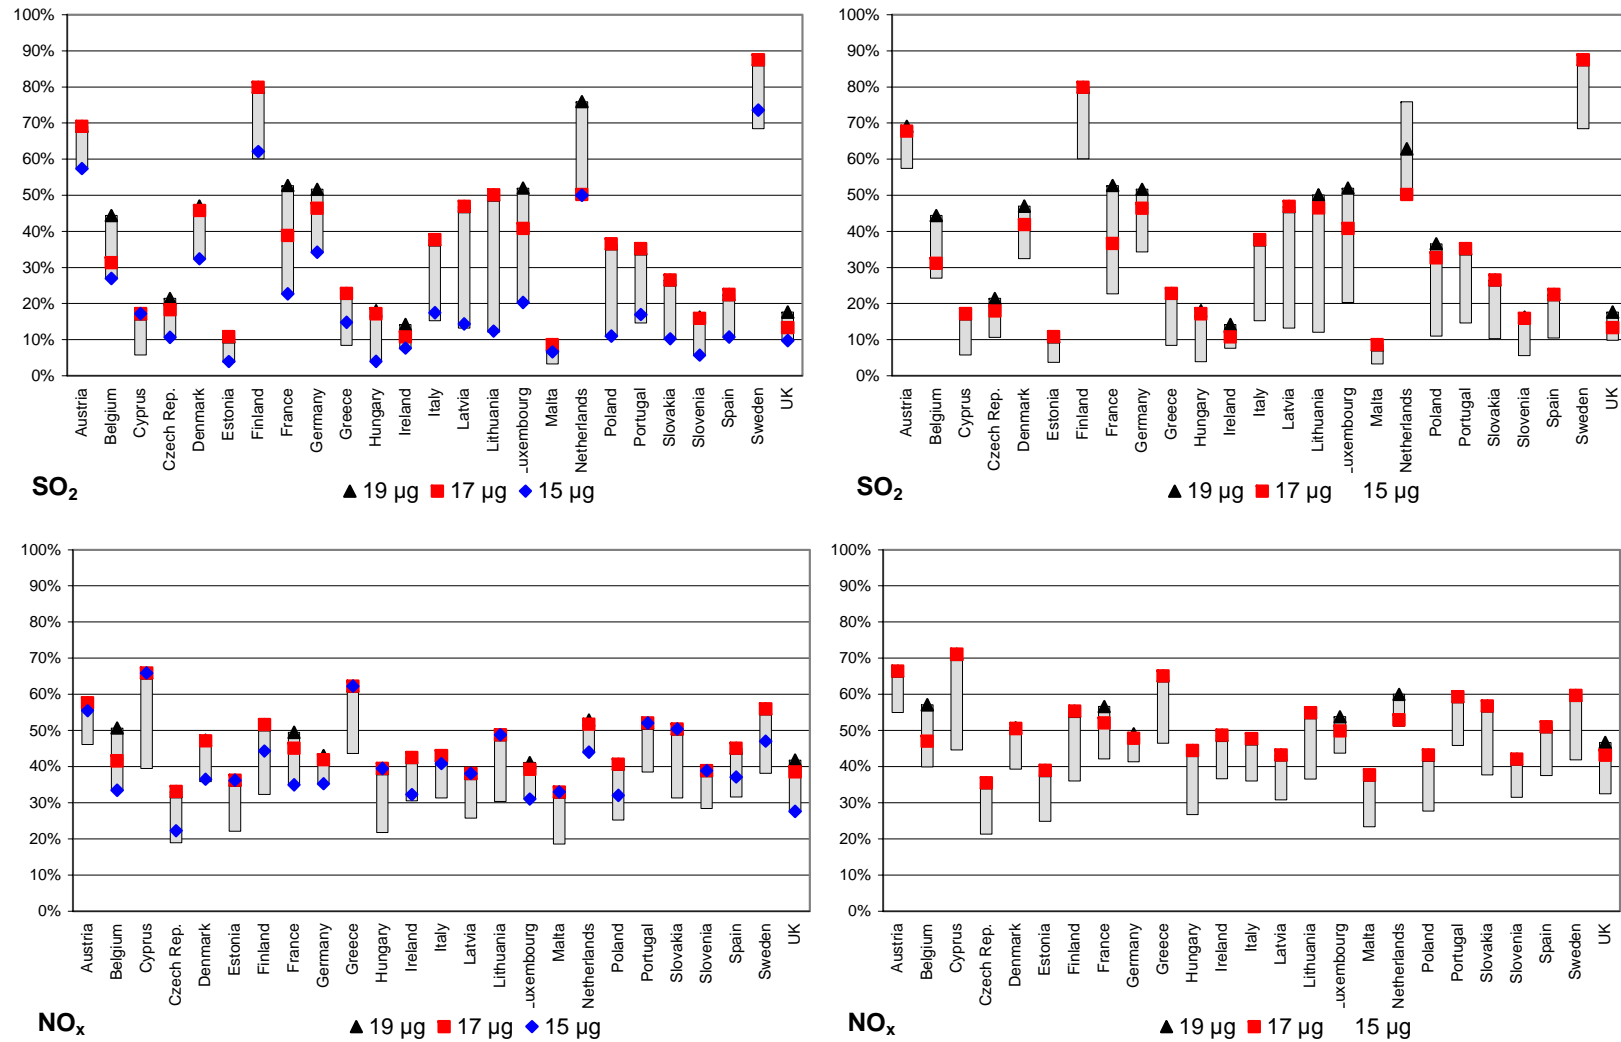 100%
90%
80%
70%
60%
50%
40%
30%
20%
10%
0%
Austria
Belgium
Cyprus
Czech Rep.
Denmark
Estonia
Finland
France
Germany
Greece
Hungary
Ireland
Italy
Latvia
Lithuania
Luxembourg
Malta
Netherlands
Poland
Portugal
Slovakia
Slovenia
Spain
Sweden
UK
SO₂
19 µg 17 µg 15 µg
100%
90%
80%
70%
60%
50%
40%
30%
20%
10%
0%
Austria
Belgium
Cyprus
Czech Rep.
Denmark
Estonia
Finland
France
Germany
Greece
Hungary
Ireland
Italy
Latvia
Lithuania
Luxembourg
Malta
Netherlands
Poland
Portugal
Slovakia
Slovenia
Spain
Sweden
UK
SO₂
19 µg 17 µg 15 µg
100%
90%
80%
70%
60%
50%
40%
30%
20%
10%
0%
Austria
Belgium
Cyprus
Czech Rep.
Denmark
Estonia
Finland
France
Germany
Greece
Hungary
Ireland
Italy
Latvia
Lithuania
Luxembourg
Malta
Netherlands
Poland
Portugal
Slovakia
Slovenia
Spain
Sweden
UK
NOₓ
19 µg 17 µg 15 µg
100%
90%
80%
70%
60%
50%
40%
30%
20%
10%
0%
Austria
Belgium
Cyprus
Czech Rep.
Denmark
Estonia
Finland
France
Germany
Greece
Hungary
Ireland
Italy
Latvia
Lithuania
Luxembourg
Malta
Netherlands
Poland
Portugal
Slovakia
Slovenia
Spain
Sweden
UK
NOₓ
19 µg 17 µg 15 µg